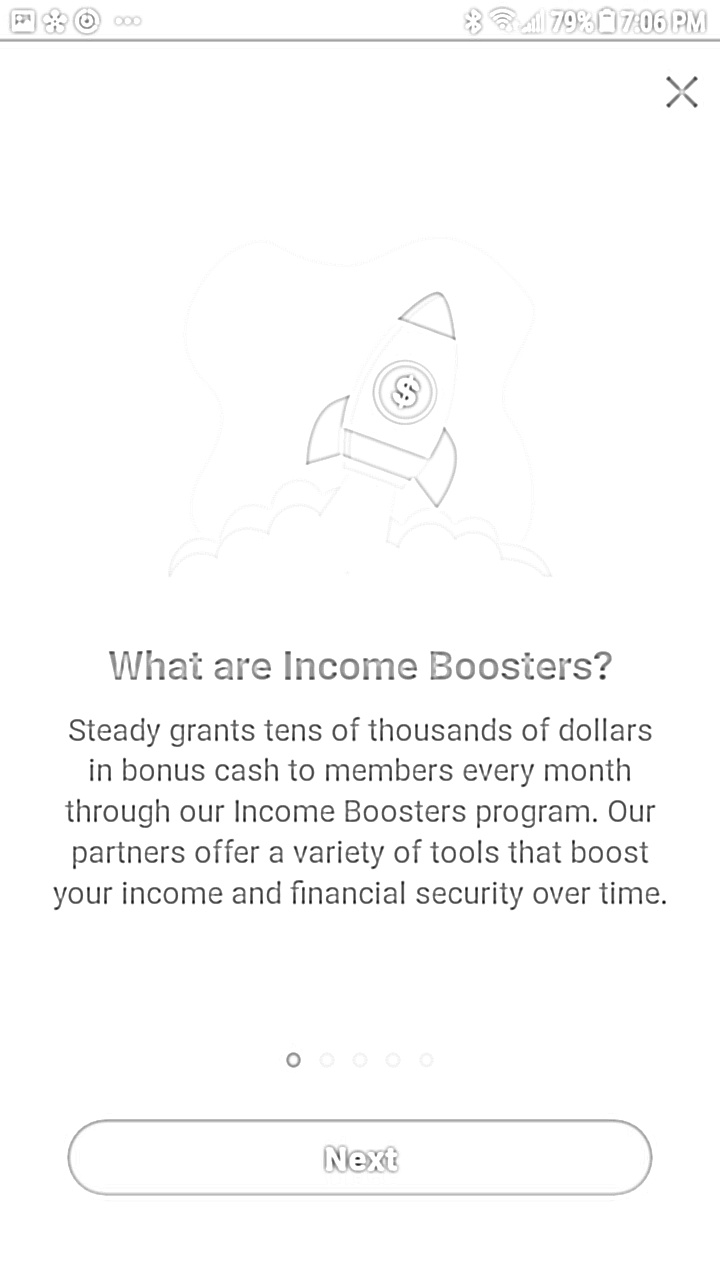 79% 7:06 PM
$
What are Income Boosters?
Steady grants tens of thousands of dollars
in bonus cash to members every month
through our Income Boosters program. Our
partners offer a variety of tools that boost
your income and financial security over time.
Next